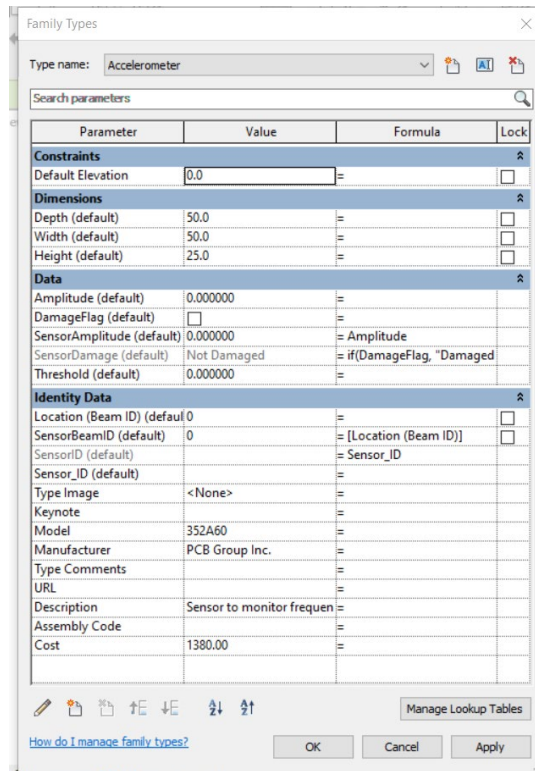 Family Types
Type name: Accelerometer
Search parameters
Parameter Value Formula Lock
Constraints
Default Elevation 0.0 =
Dimensions
Depth (default) 50.0 =
Width (default) 50.0 =
Height (default) 25.0 =
Data
Amplitude (default) 0.000000 =
DamageFlag (default) =
SensorAmplitude (default) 0.000000 = Amplitude
SensorDamage (default) Not Damaged = if(DamageFlag, "Damaged
Threshold (default) 0.000000 =
Identity Data
Location (Beam ID) (defaul 0 =
SensorBeamID (default) 0 = [Location (Beam ID)]
SensorID (default) = Sensor_ID
Sensor_ID (default) =
Type Image <None> =
Keynote =
Model 352A60 =
Manufacturer PCB Group Inc. =
Type Comments =
URL =
Description Sensor to monitor frequen =
Assembly Code =
Cost 1380.00 =
Manage Lookup Tables
How do I manage family types? OK Cancel Apply